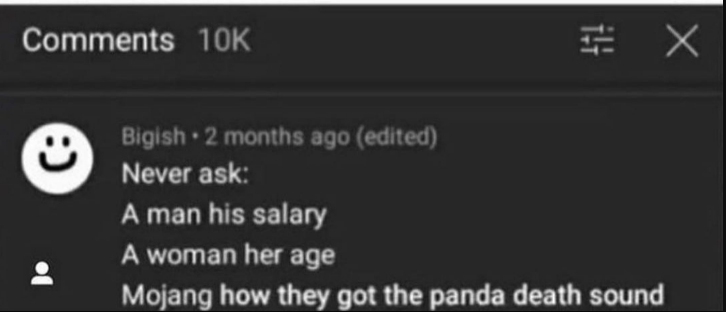 Comments 10K
Bigish • 2 months ago (edited)
Never ask:
A man his salary
A woman her age
Mojang how they got the panda death sound